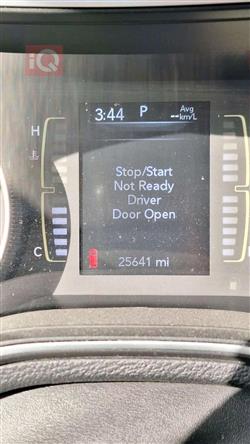 iQ
3:44 P Avg
--km/L
H
Stop/Start
Not Ready
Driver
Door Open
C
25641 mi